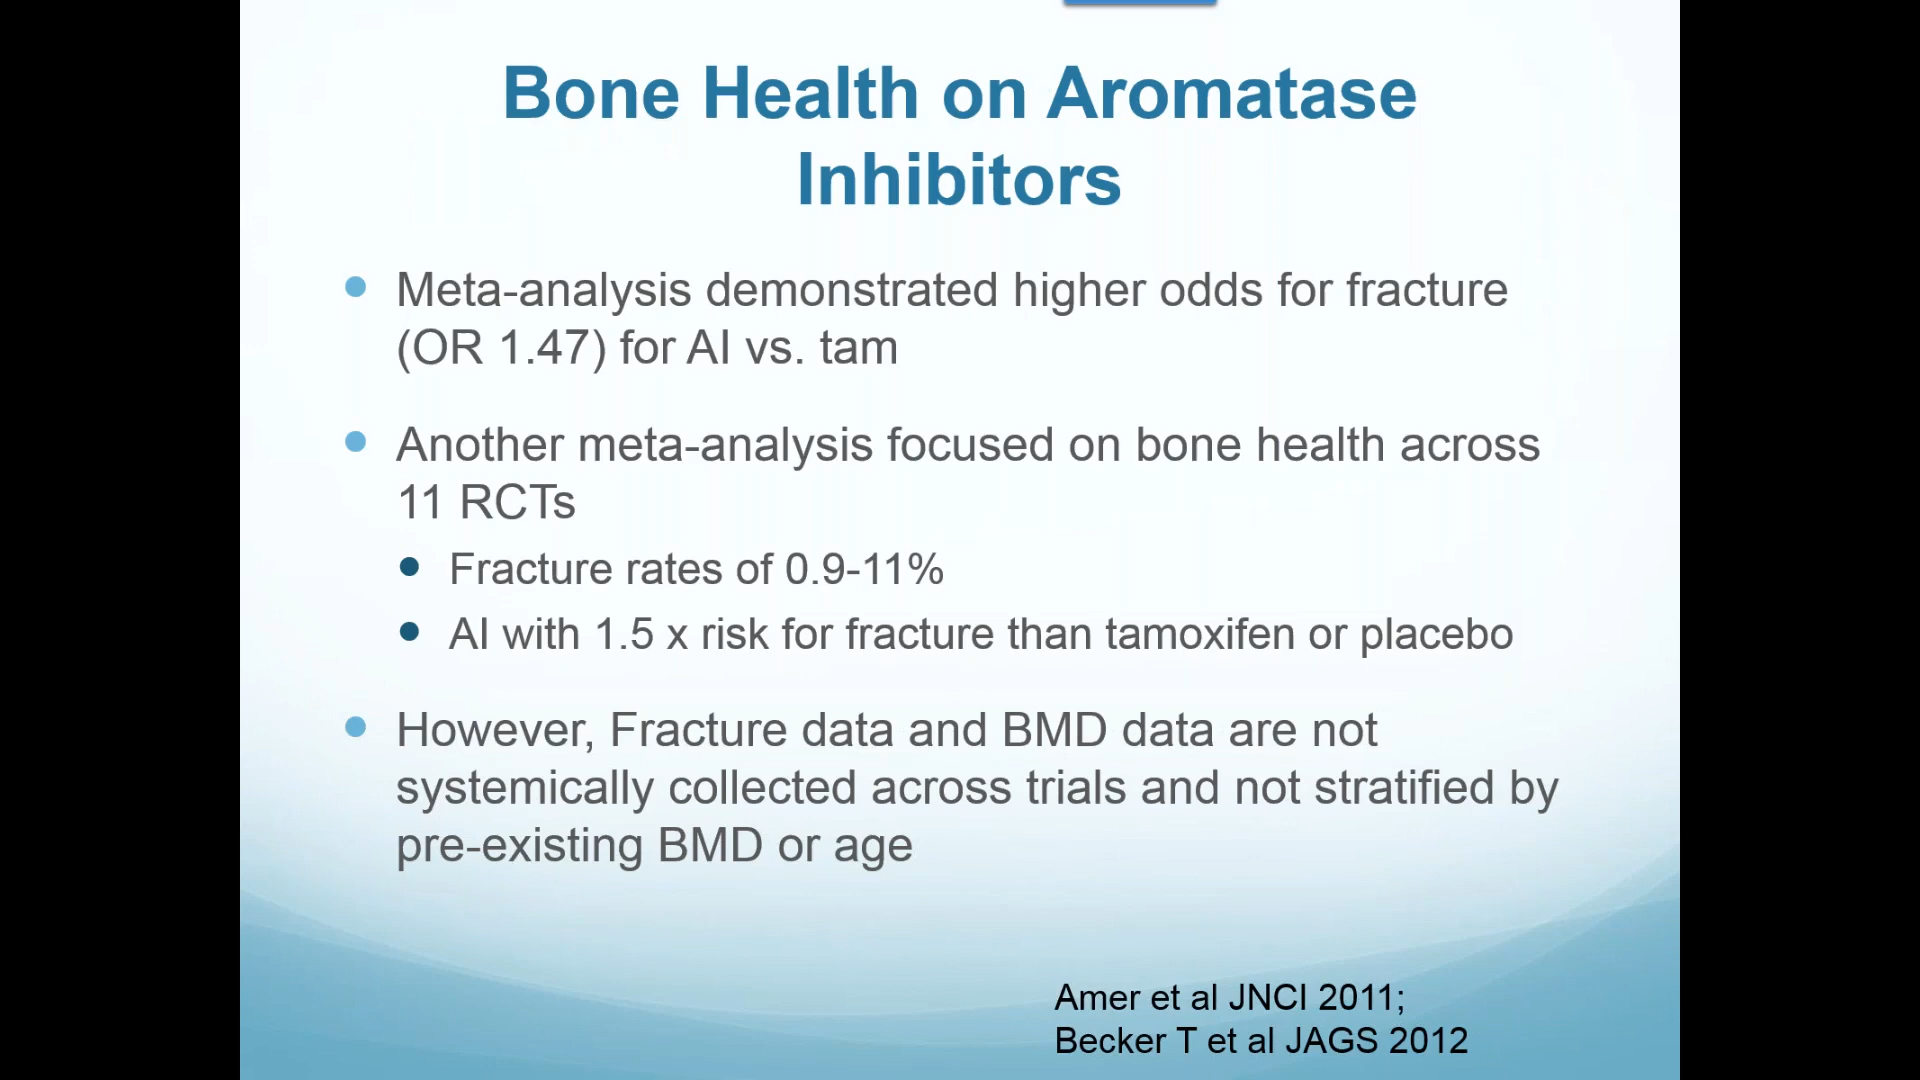 Bone Health on Aromatase
Inhibitors
Meta-analysis demonstrated higher odds for fracture
(OR 1.47) for AI vs. tam
Another meta-analysis focused on bone health across
11 RCTs
Fracture rates of 0.9-11%
AI with 1.5 x risk for fracture than tamoxifen or placebo
However, Fracture data and BMD data are not
systemically collected across trials and not stratified by
pre-existing BMD or age
Amer et al JNCI 2011;
Becker T et al JAGS 2012